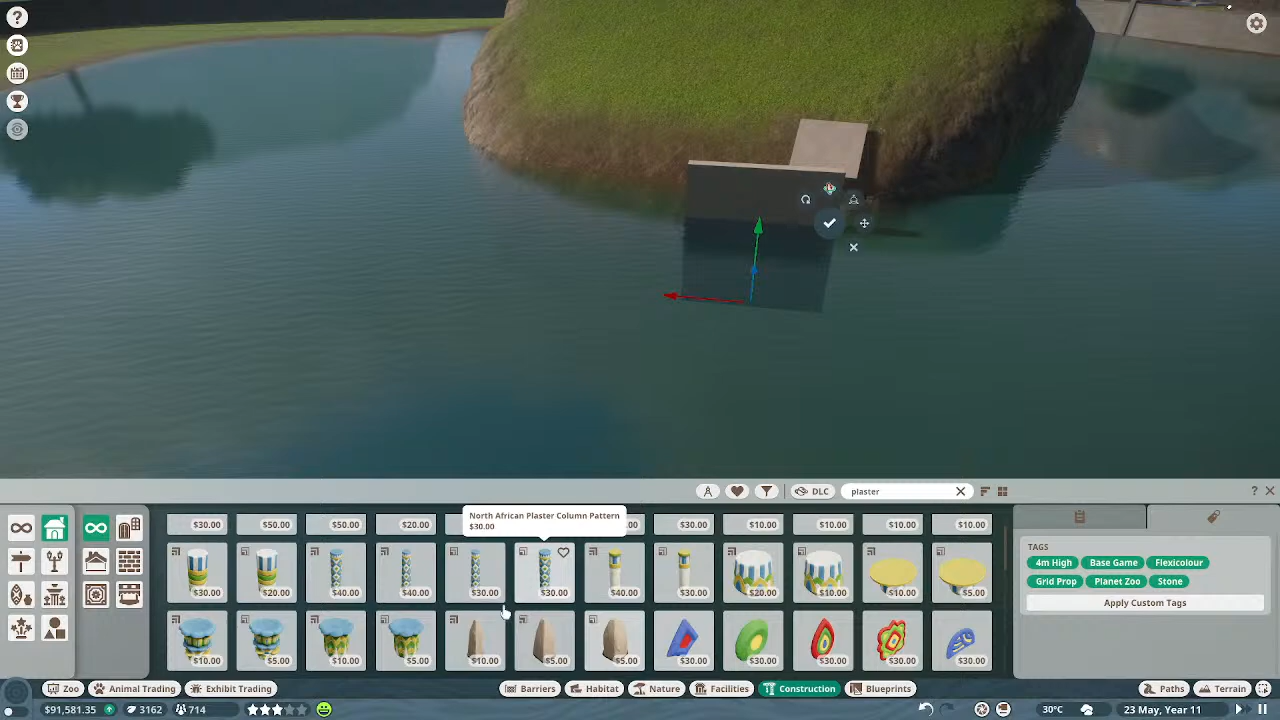 DLC
plaster
North African Plaster Column Pattern
$30.00
$30.00 $50.00 $50.00 $20.00 $30.00 $10.00 $10.00 $10.00 $10.00
$30.00 $20.00 $40.00 $40.00 $30.00 $30.00 $40.00 $30.00 $20.00 $10.00 $10.00 $5.00
$10.00 $5.00 $10.00 $5.00 $10.00 $5.00 $5.00 $30.00 $30.00 $30.00 $30.00 $30.00
TAGS
4m High Base Game Flexicolour
Grid Prop Planet Zoo Stone
Apply Custom Tags
Zoo Animal Trading Exhibit Trading Barriers Habitat Nature Facilities Construction Blueprints Paths Terrain
$91,581.35 3162 714 30°C 23 May, Year 11